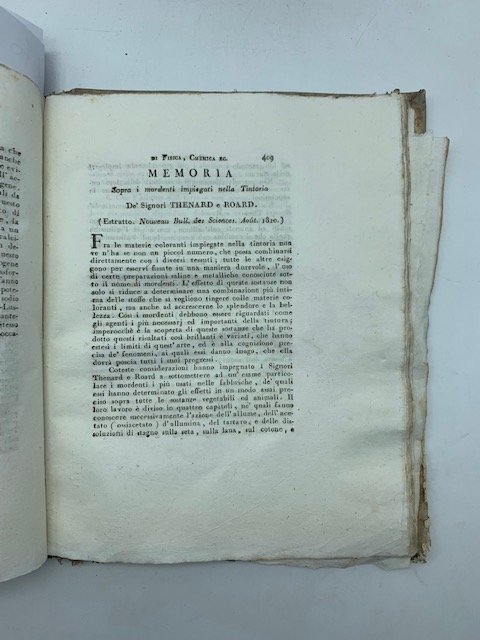 DI FISICA, CHEMICA EC. 409
MEMORIA
Sopra i mordenti impiegati nella Tintoria
De' Signori THENARD e ROARD.
(Estratto. Nouveau Bull. des Sciences. Août. 1810.)
Fra le materie coloranti impiegate nella tintoria non
ve n'ha se non un piccol numero, che possa combinarsi
direttamente con i diversi tessuti; tutte le altre esig-
gono per esservi fissate in una maniera durevole, l'uso
di certe preparazioni saline e metalliche conosciute sotto
il nome di mordenti. L'effetto di queste sostanze non
solo si riduce a determinare una combinazione più inti-
ma delle stoffe che si vogliono tingere colle materie co-
loranti, ma anche ad accrescerne lo splendore e la bel-
lezza. Così i mordenti debbono essere riguardati come
gli agenti i più necessarj ed importanti della tintura;
imperocchè è la scoperta di queste sostanze che ha pro-
dotto questi risultati così brillanti e variati, che hanno
estesi i limiti di quest'arte, ed è alla cognizione preci-
sa de' fenomeni, ai quali essi danno luogo, che ella
dovrà poscia tutti i suoi progressi.
Coteste considerazioni hanno impegnato i Signori
Thenard e Roard a sottomettere ad un'esame partico-
lare i mordenti i più usati nelle fabbriche, de' quali
essi hanno determinato gli effetti in un modo assai pre-
ciso sopra tutte le sostanze vegetabili ed animali. Il
loro lavoro è diviso in quattro capitoli, ne' quali fanno
conoscere successivamente l'azione dell'allume, dell'ace-
tato (ossiacetato) d'allumina, del tartaro, e delle dis-
soluzioni di stagno sulla seta, sulla lana, sul cotone, e